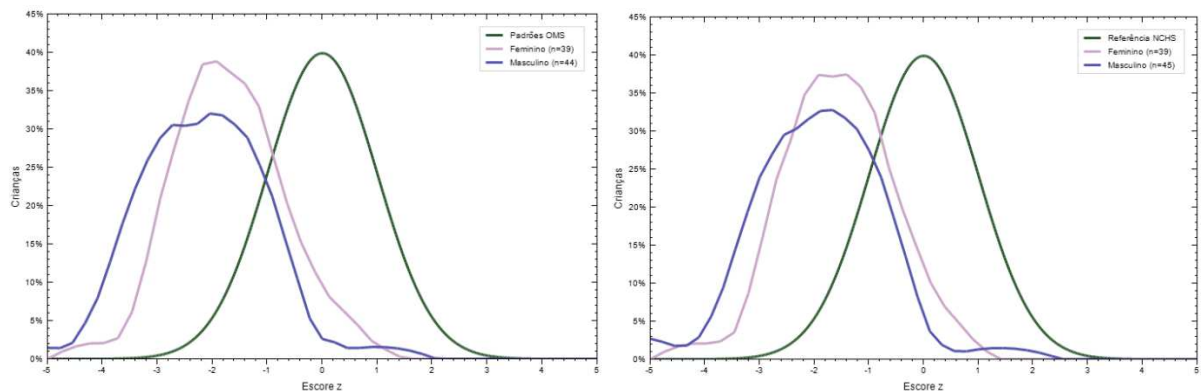 45%
40%
35%
30%
25%
20%
15%
10%
5%
0%
Crianças
-5 -4 -3 -2 -1 0 1 2 3 4 5
Escore z
Padrões OMS
Feminino (n=39)
Masculino (n=44)
45%
40%
35%
30%
25%
20%
15%
10%
5%
0%
Crianças
-5 -4 -3 -2 -1 0 1 2 3 4 5
Escore z
Referência NCHS
Feminino (n=39)
Masculino (n=45)